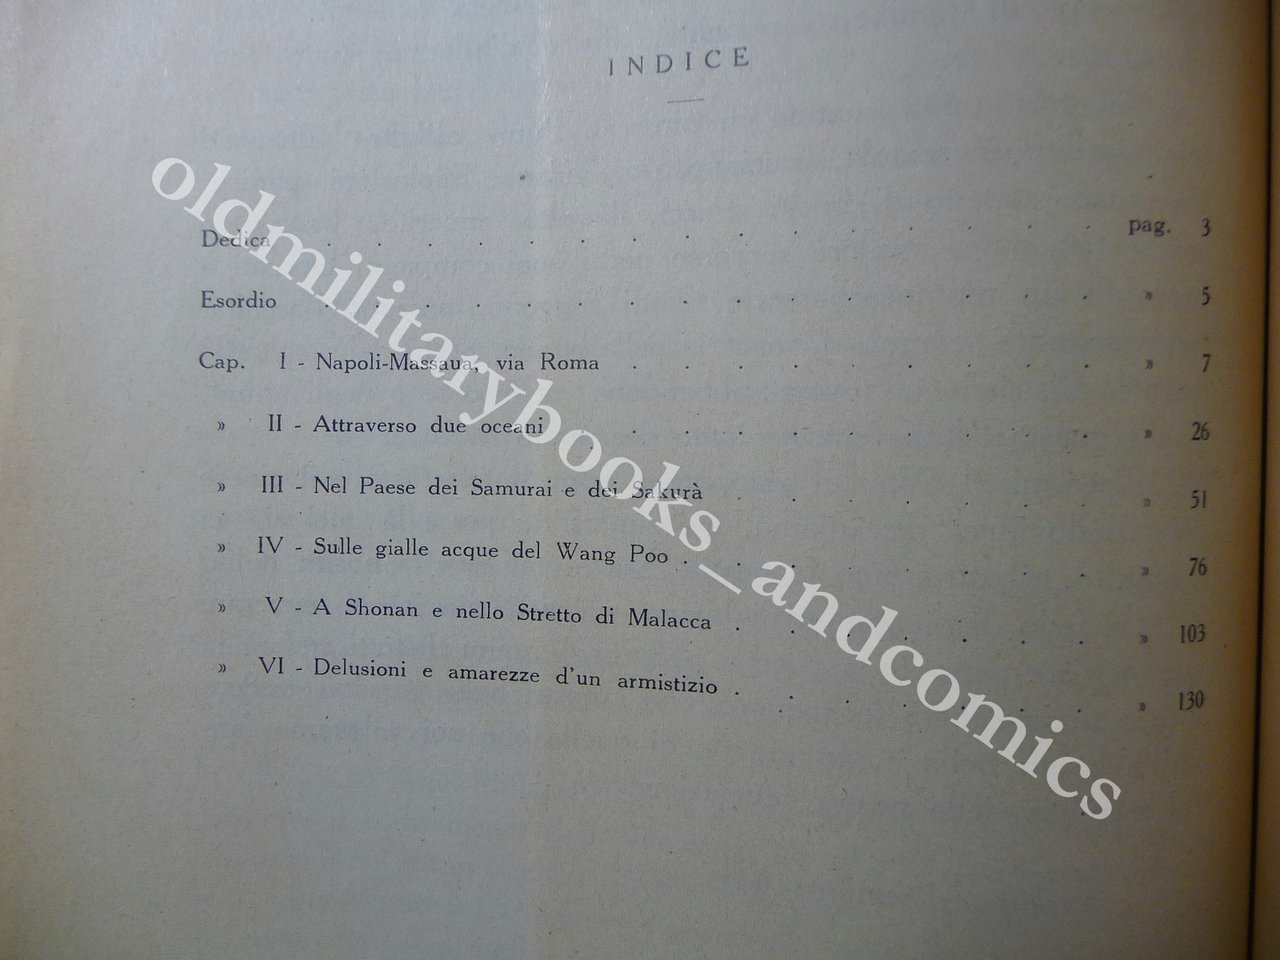 INDICE
Dedica . . . . . . . . . . . . . . . pag. 3
Esordio . . . . . . . . . . . . . . » 5
Cap. I - Napoli-Massaua, via Roma . . . . . . . . » 7
» II - Attraverso due oceani . . . . . . . . . » 26
» III - Nel Paese dei Samurai e dei Sakurà . . . . . . » 51
» IV - Sulle gialle acque del Wang Poo . . . . . . . » 76
» V - A Shonan e nello Stretto di Malacca . . . . . . . » 103
» VI - Delusioni e amarezze d'un armistizio . . . . . . » 130
oldmilitarybooks_andcomics